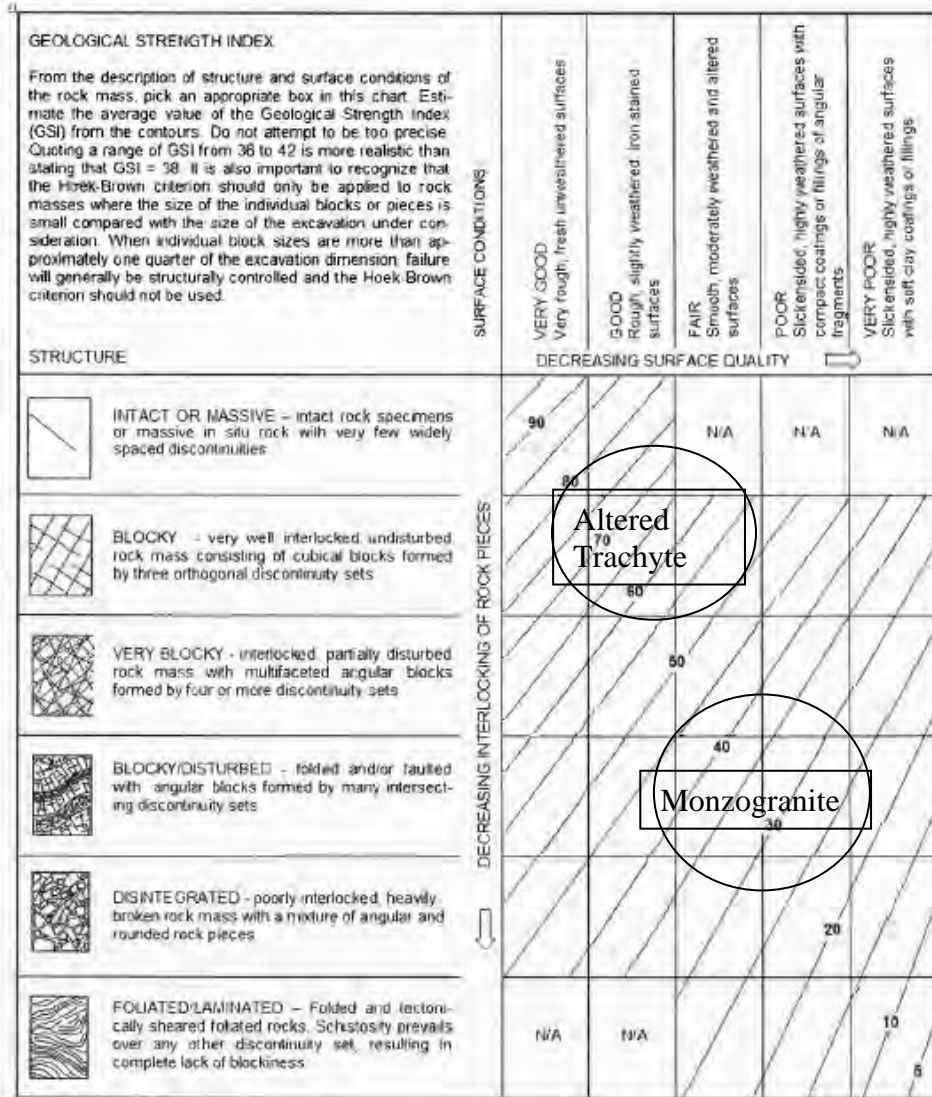 GEOLOGICAL STRENGTH INDEX
From the description of structure and surface conditions of
the rock mass, pick an appropriate box in this chart. Esti-
mate the average value of the Geological Strength Index
(GSI) from the contours. Do not attempt to be too precise.
Quoting a range of GSI from 36 to 42 is more realistic than
stating that GSI = 38. It is also important to recognize that
the Hoek-Brown criterion should only be applied to rock
masses where the size of the individual blocks or pieces is
small compared with the size of the excavation under con-
sideration. When individual block sizes are more than ap-
proximately one quarter of the excavation dimension, failure
will generally be structurally controlled and the Hoek-Brown
criterion should not be used.
STRUCTURE
SURFACE CONDITIONS
VERY GOOD
Very rough, fresh unweathered surfaces
GOOD
Rough, slightly weathered, iron stained
surfaces
FAIR
Smooth, moderately weathered and altered
surfaces
POOR
Slickensided, highly weathered surfaces with
compact coatings or fillings of angular
fragments
VERY POOR
Slickensided, highly weathered surfaces
with soft clay coatings or fillings
DECREASING SURFACE QUALITY
DECREASING INTERLOCKING OF ROCK PIECES
INTACT OR MASSIVE – intact rock specimens
or massive in situ rock with very few widely
spaced discontinuities
90
N/A
N/A
N/A
80
BLOCKY - very well interlocked undisturbed
rock mass consisting of cubical blocks formed
by three orthogonal discontinuity sets
Altered
Trachyte
70
60
VERY BLOCKY - interlocked, partially disturbed
rock mass with multifaceted angular blocks
formed by four or more discontinuity sets
50
BLOCKY/DISTURBED - folded and/or faulted
with angular blocks formed by many intersect-
ing discontinuity sets
40
Monzogranite
30
DISINTEGRATED - poorly interlocked, heavily
broken rock mass with a mixture of angular and
rounded rock pieces
20
FOLIATED/LAMINATED – Folded and tectoni-
cally sheared foliated rocks. Schistosity prevails
over any other discontinuity set, resulting in
complete lack of blockiness
N/A
N/A
10
5